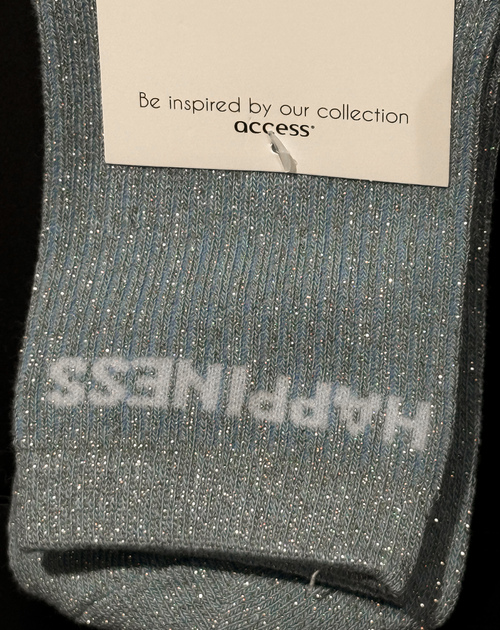 Be inspired by our collection
access®
HAPPINESS